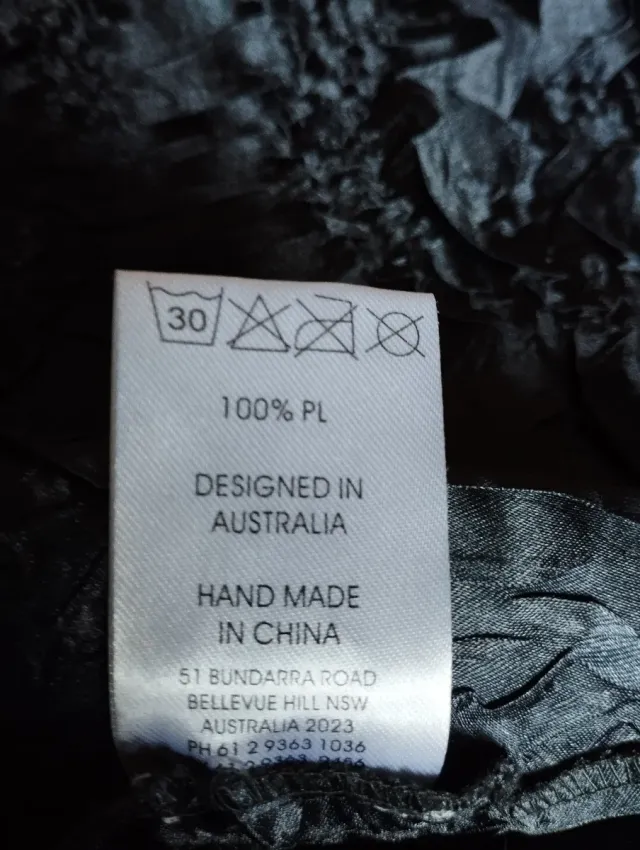 30
100% PL
DESIGNED IN
AUSTRALIA
HAND MADE
IN CHINA
51 BUNDARRA ROAD
BELLEVUE HILL NSW
AUSTRALIA 2023
PH 61 2 9363 1036